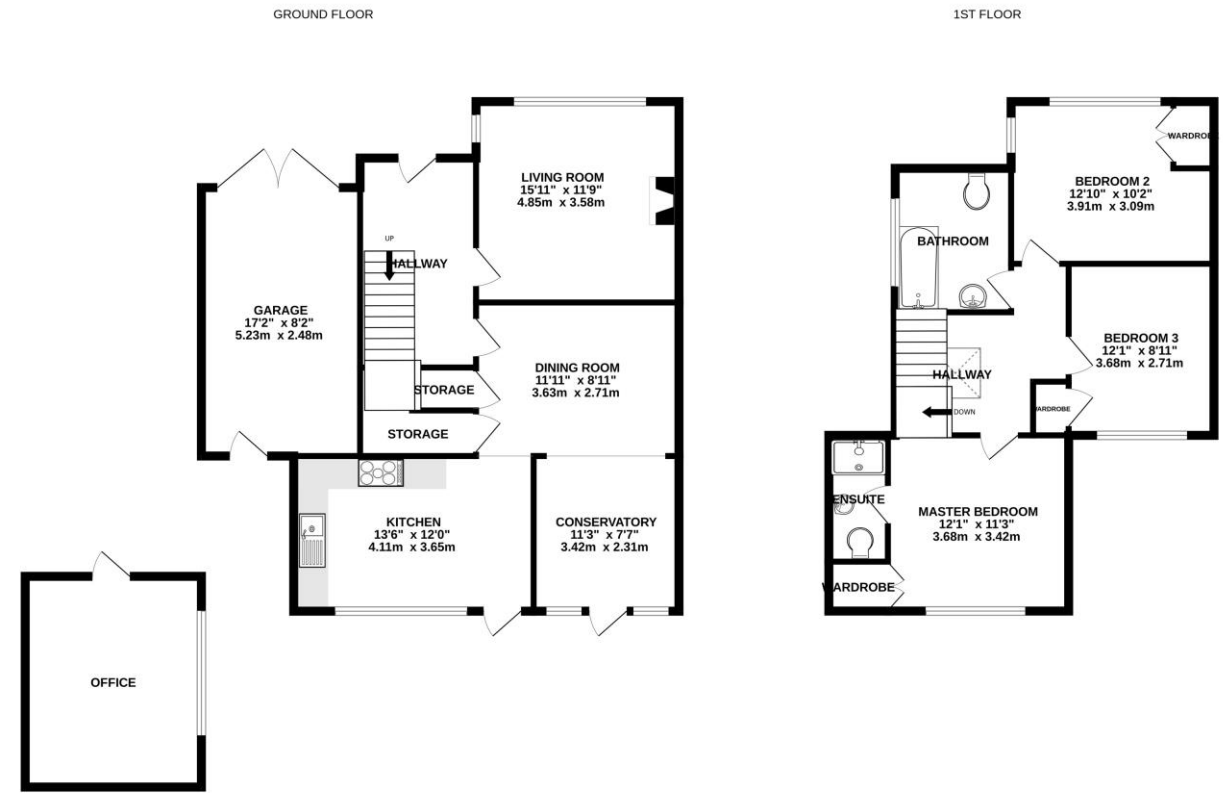 GROUND FLOOR
1ST FLOOR
LIVING ROOM
15'11" x 11'9"
4.85m x 3.58m
UP
HALLWAY
GARAGE
17'2" x 8'2"
5.23m x 2.48m
DINING ROOM
11'11" x 8'11"
3.63m x 2.71m
STORAGE
STORAGE
KITCHEN
13'6" x 12'0"
4.11m x 3.65m
CONSERVATORY
11'3" x 7'7"
3.42m x 2.31m
OFFICE
WARDROBE
BEDROOM 2
12'10" x 10'2"
3.91m x 3.09m
BATHROOM
BEDROOM 3
12'1" x 8'11"
3.68m x 2.71m
HALLWAY
WARDROBE
DOWN
ENSUITE
MASTER BEDROOM
12'1" x 11'3"
3.68m x 3.42m
WARDROBE